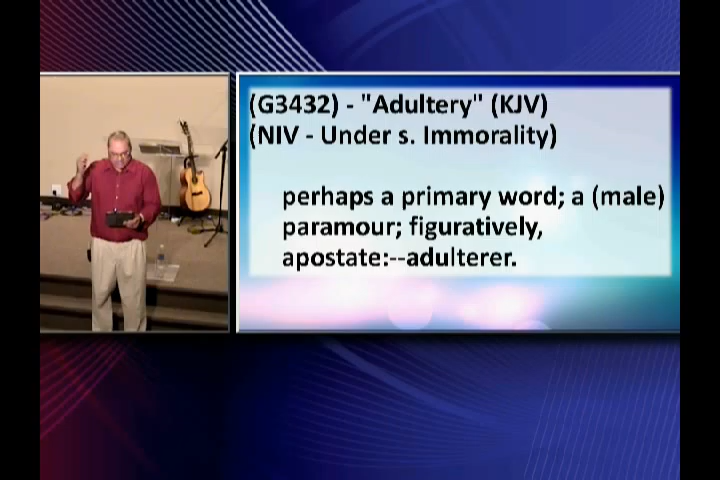 (G3432) - "Adultery" (KJV)
(NIV - Under s. Immorality)
perhaps a primary word; a (male)
paramour; figuratively,
apostate:--adulterer.